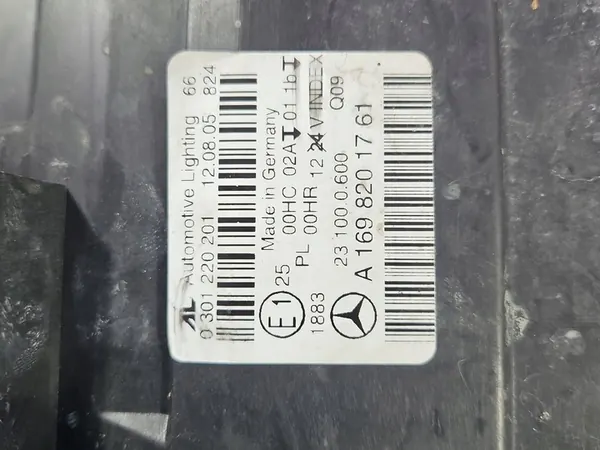 AL Automotive Lighting 66
0 301 220 201 12.08.05 824
Made in Germany
E1 25 00HC 02A 01 1b
PL 00HR 12 24 V INDEX
1883 23 100 0.600 Q09
A 169 820 17 61